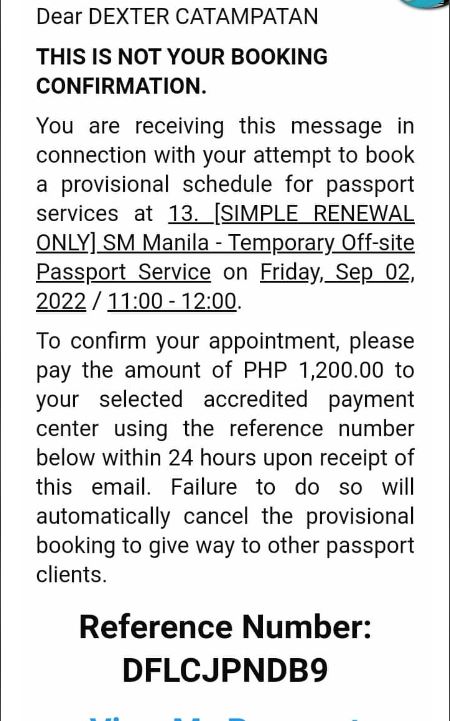 Dear DEXTER CATAMPATAN
THIS IS NOT YOUR BOOKING
CONFIRMATION.
You are receiving this message in
connection with your attempt to book
a provisional schedule for passport
services at 13. [SIMPLE RENEWAL
ONLY] SM Manila - Temporary Off-site
Passport Service on Friday, Sep 02,
2022 / 11:00 - 12:00.
To confirm your appointment, please
pay the amount of PHP 1,200.00 to
your selected accredited payment
center using the reference number
below within 24 hours upon receipt of
this email. Failure to do so will
automatically cancel the provisional
booking to give way to other passport
clients.
Reference Number:
DFLCJPNDB9